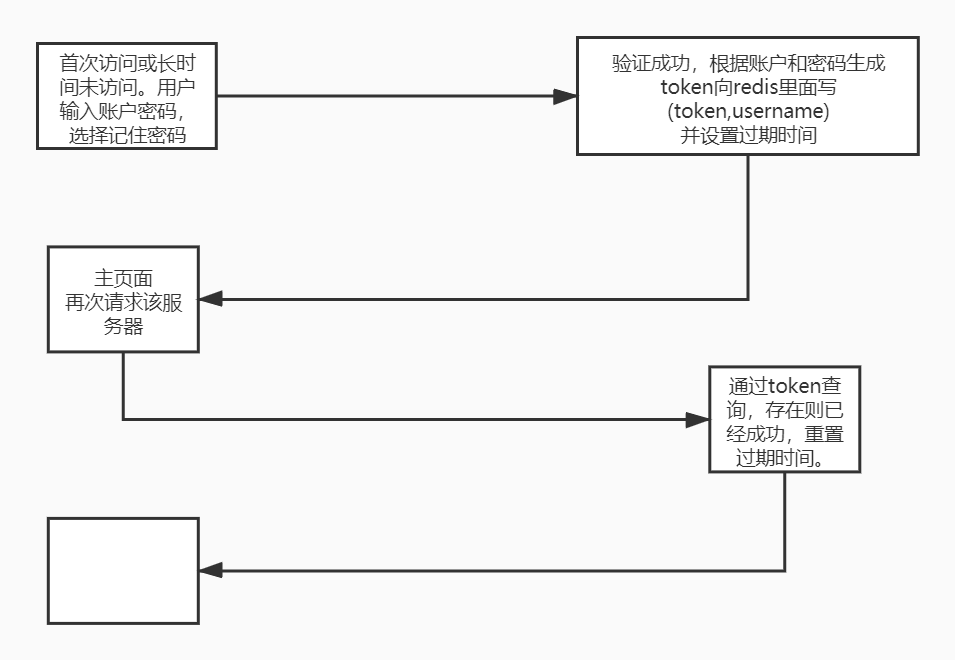 首次访问或长时
间未访问。用户
输入账户密码，
选择记住密码
验证成功，根据账户和密码生成
token向redis里面写
(token,username)
并设置过期时间
主页面
再次请求该服
务器
通过token查
询，存在则已
经成功，重置
过期时间。